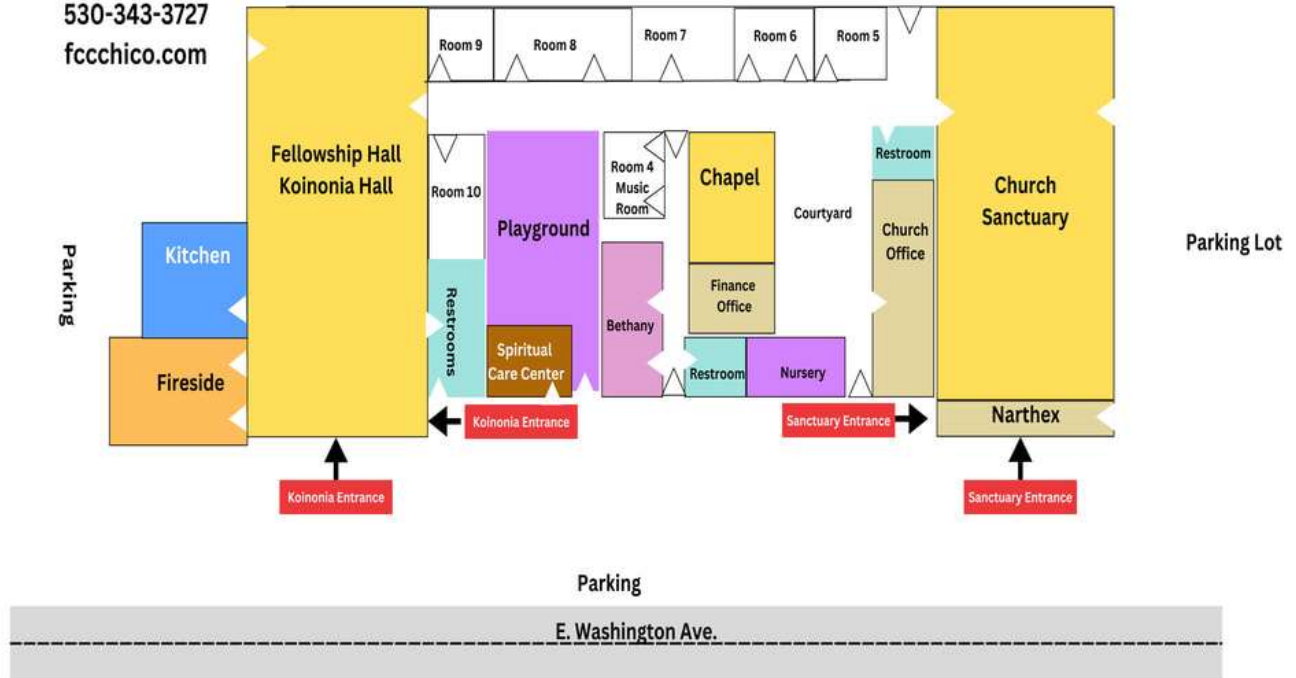 530-343-3727
fccchico.com
Room 9
Room 8
Room 7
Room 6
Room 5
Fellowship Hall
Koinonia Hall
Room 10
Playground
Room 4
Music
Room
Chapel
Courtyard
Restroom
Church
Office
Church
Sanctuary
Parking Lot
Parking
Kitchen
Fireside
Restrooms
Spiritual
Care Center
Bethany
Finance
Office
Restroom
Nursery
Narthex
Koinonia Entrance
Sanctuary Entrance
Koinonia Entrance
Sanctuary Entrance
Parking
E. Washington Ave.